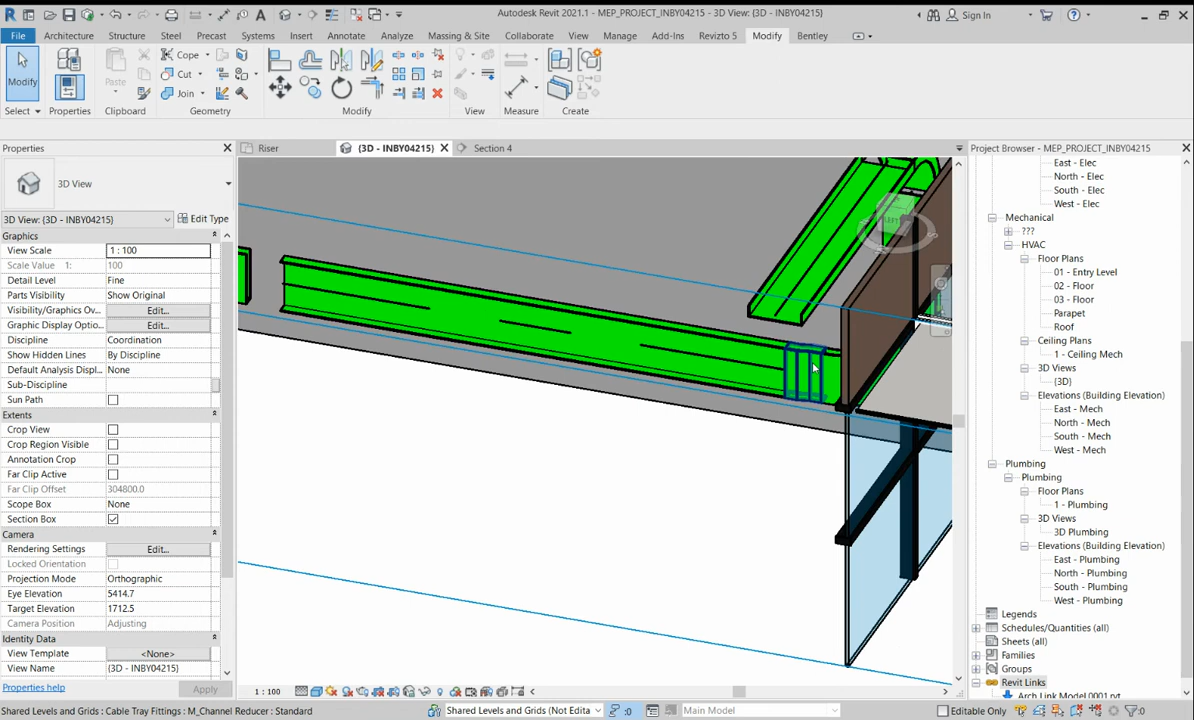 Autodesk Revit 2021.1 - MEP_PROJECT_INBY04215 - 3D View: {3D - INBY04215}
Sign In
File Architecture Structure Steel Precast Systems Insert Annotate Analyze Massing & Site Collaborate View Manage Add-Ins Revizto 5 Modify Bentley
Modify
Properties
Paste
Cope
Cut
Join
Select Properties Clipboard Geometry Modify View Measure Create
Properties
Riser
{3D - INBY04215}
Section 4
Project Browser - MEP_PROJECT_INBY04215
3D View
3D View: {3D - INBY04215}
Edit Type
Graphics
View Scale 1 : 100
Scale Value 1: 100
Detail Level Fine
Parts Visibility Show Original
Visibility/Graphics Ov... Edit...
Graphic Display Optio... Edit...
Discipline Coordination
Show Hidden Lines By Discipline
Default Analysis Displ... None
Sub-Discipline
Sun Path
Extents
Crop View
Crop Region Visible
Annotation Crop
Far Clip Active
Far Clip Offset 304800.0
Scope Box None
Section Box
Camera
Rendering Settings Edit...
Locked Orientation
Projection Mode Orthographic
Eye Elevation 5414.7
Target Elevation 1712.5
Camera Position Adjusting
Identity Data
View Template <None>
View Name {3D - INBY04215}
Properties help
Apply
East - Elec
North - Elec
South - Elec
West - Elec
Mechanical
???
HVAC
Floor Plans
01 - Entry Level
02 - Floor
03 - Floor
Parapet
Roof
Ceiling Plans
1 - Ceiling Mech
3D Views
{3D}
Elevations (Building Elevation)
East - Mech
North - Mech
South - Mech
West - Mech
Plumbing
Plumbing
Floor Plans
1 - Plumbing
3D Views
3D Plumbing
Elevations (Building Elevation)
East - Plumbing
North - Plumbing
South - Plumbing
West - Plumbing
Legends
Schedules/Quantities (all)
Sheets (all)
Families
Groups
Revit Links
Arch Link Model 0001.rvt
1 : 100
Shared Levels and Grids : Cable Tray Fittings : M_Channel Reducer : Standard
Shared Levels and Grids (Not Edita
:0
Main Model
Editable Only
:0